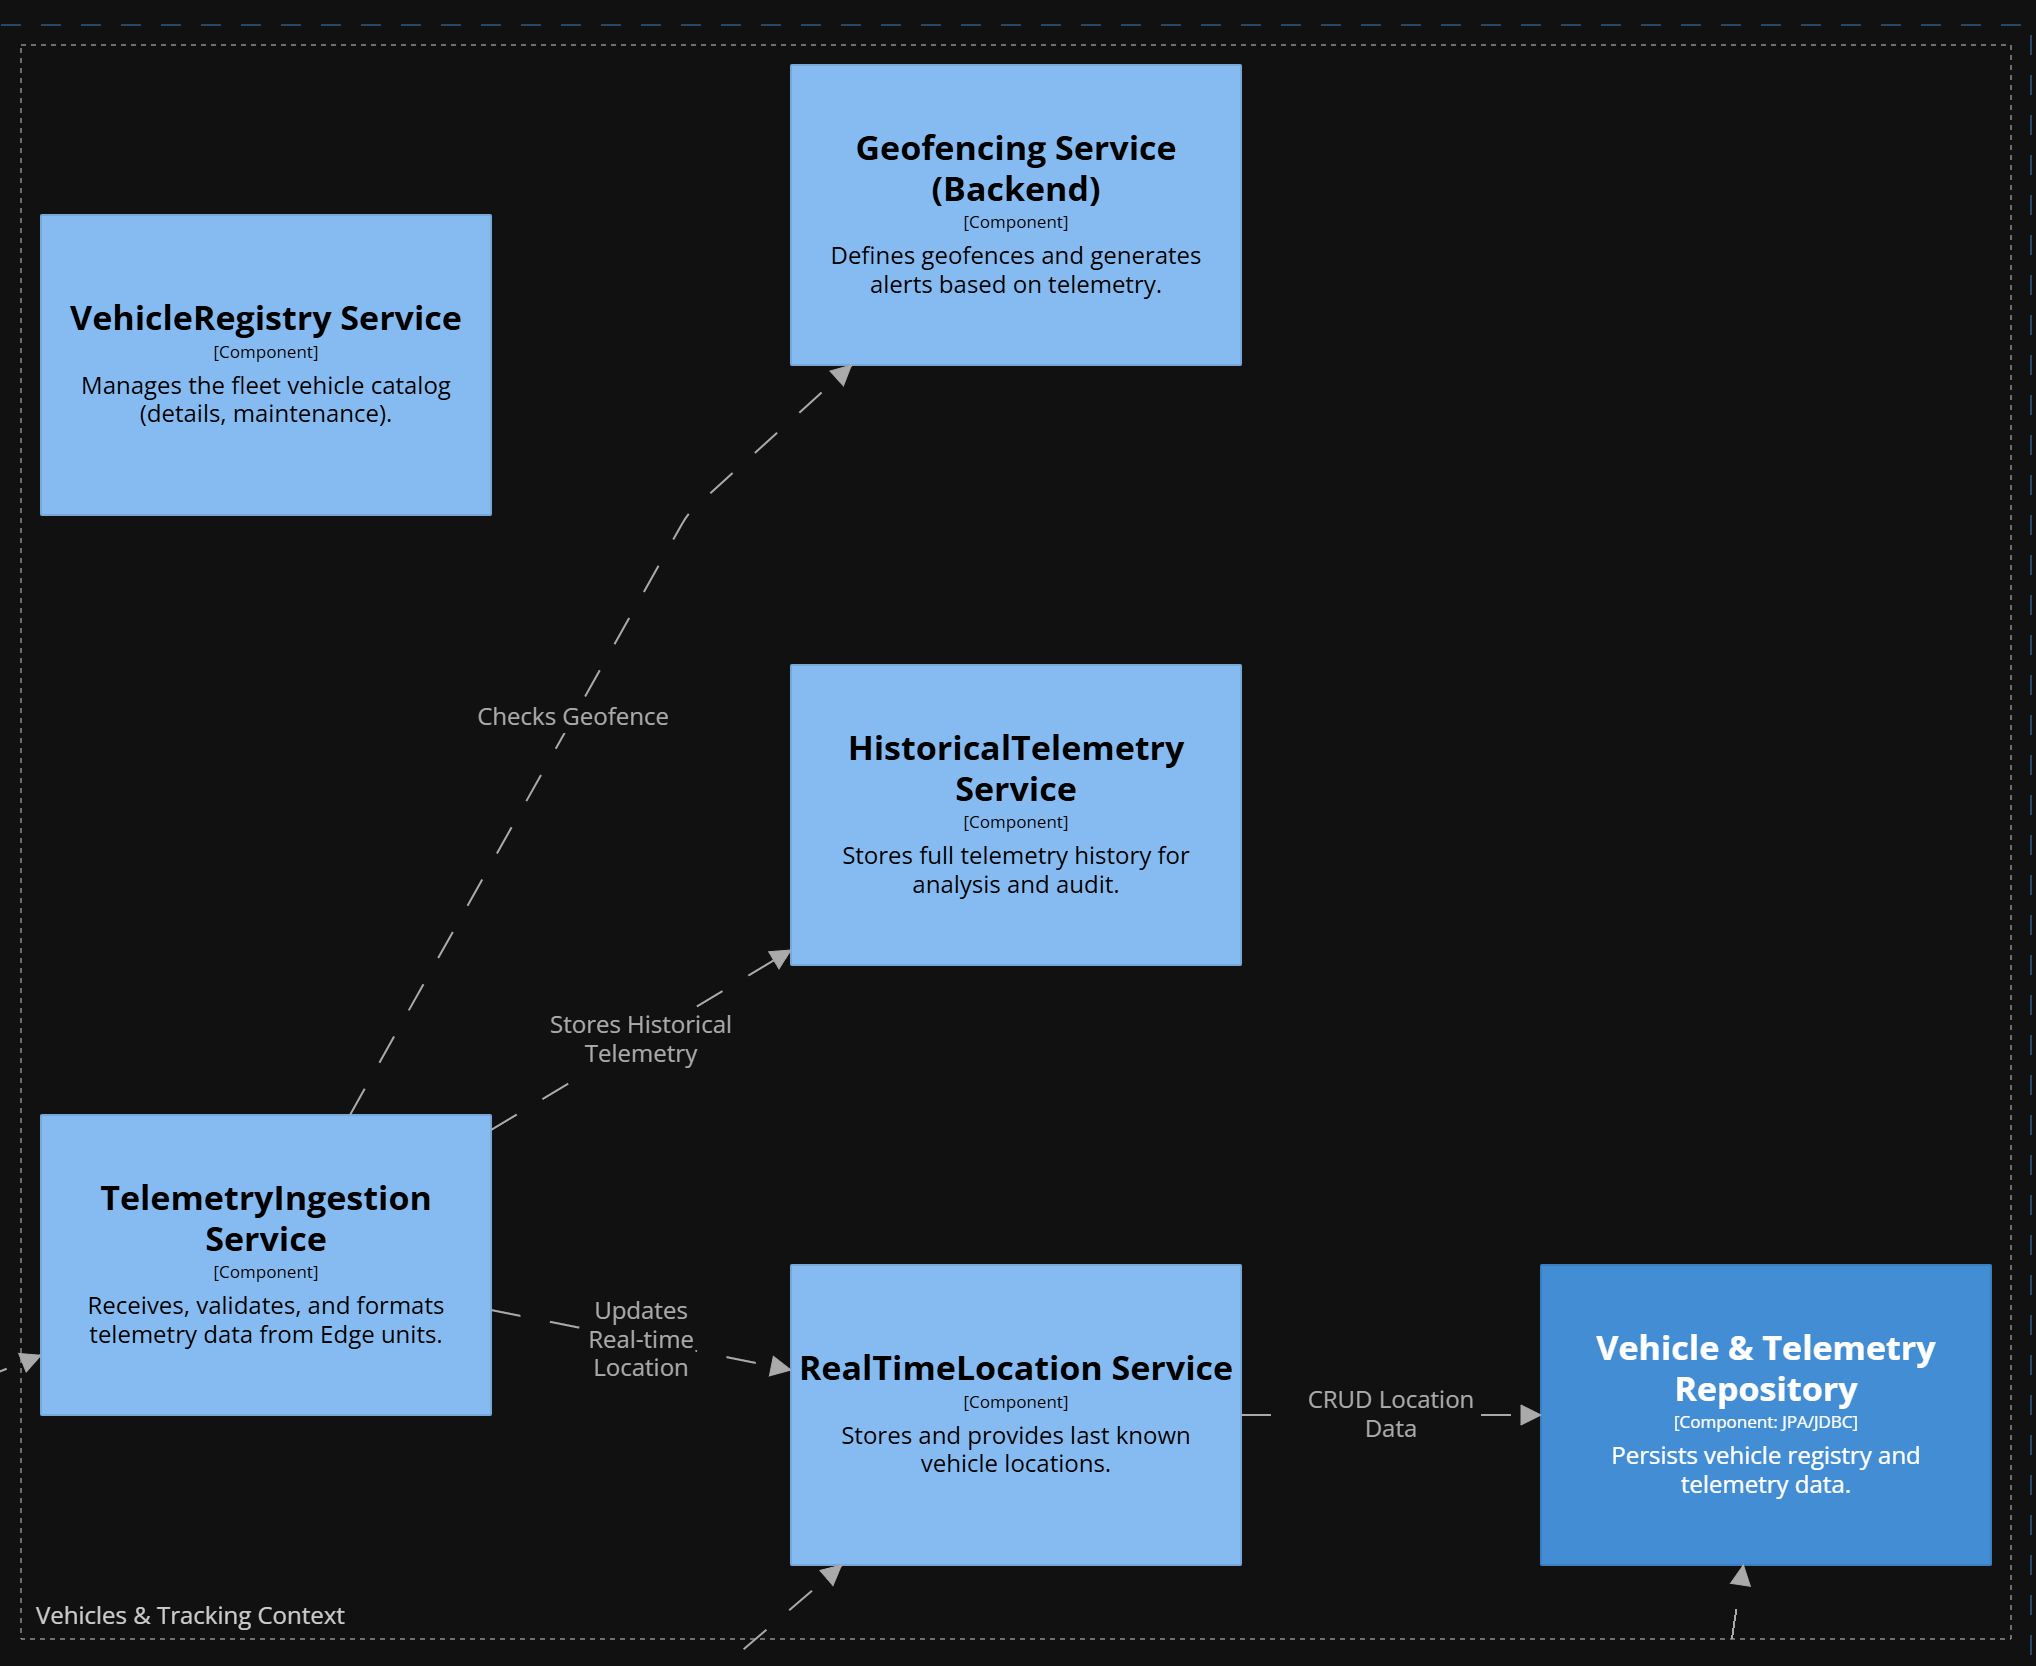 Geofencing Service
(Backend)
[Component]
Defines geofences and generates
alerts based on telemetry.
VehicleRegistry Service
[Component]
Manages the fleet vehicle catalog
(details, maintenance).
Checks Geofence
HistoricalTelemetry
Service
[Component]
Stores full telemetry history for
analysis and audit.
Stores Historical
Telemetry
TelemetryIngestion
Service
[Component]
Receives, validates, and formats
telemetry data from Edge units.
Updates
Real-time
Location
RealTimeLocation Service
[Component]
Stores and provides last known
vehicle locations.
CRUD Location
Data
Vehicle & Telemetry
Repository
[Component: JPA/JDBC]
Persists vehicle registry and
telemetry data.
Vehicles & Tracking Context